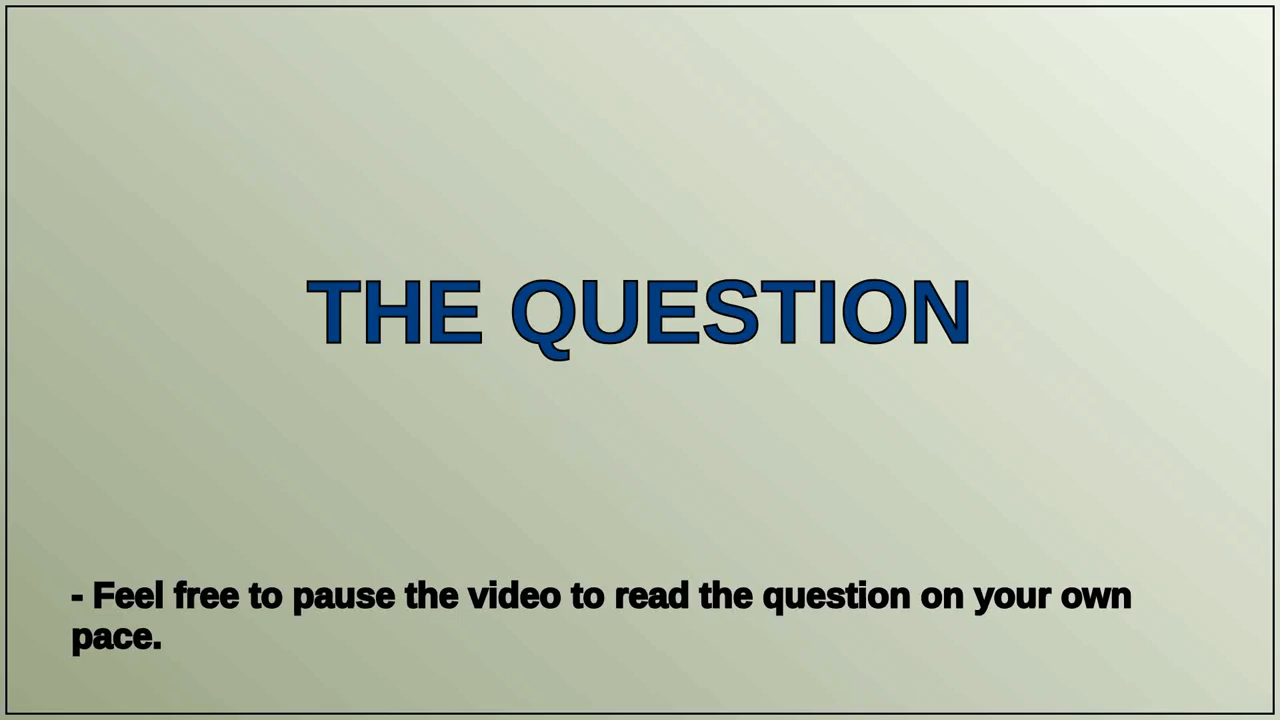 THE QUESTION
- Feel free to pause the video to read the question on your own
pace.